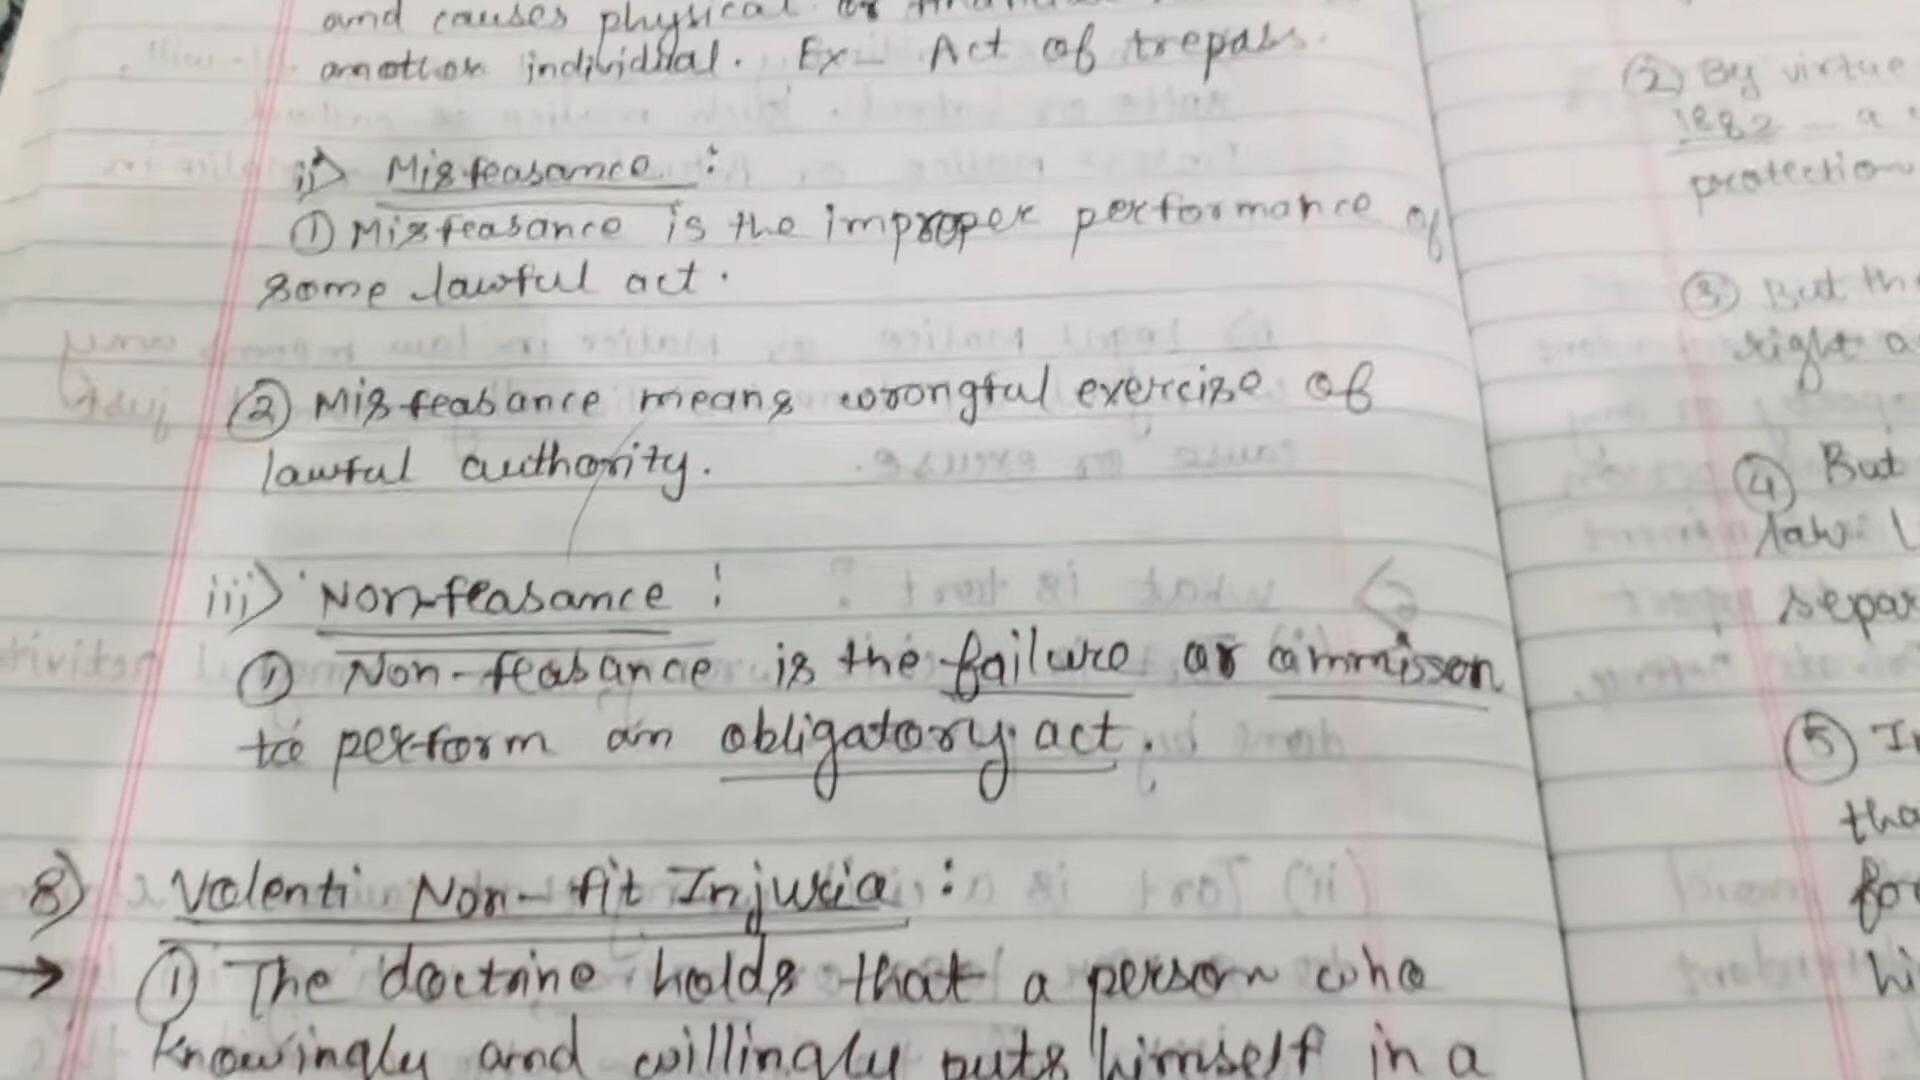 and causes physical or
another individual. Ex- Act of trepass.
ii) Misfeasance :
① Misfeasance is the improper performance of
some lawful act.
② Misfeasance means wrongful exercise of
lawful authority.
iii) Non-feasance :
① Non-feasance is the failure or ommisson
to perform an obligatory act.
8) Valenti Non-fit Injuria :
→ ① The doctrine holds that a person who
knowingly and willingly puts himself in a
② By virtue
1882 - a
protection
③ But the
right a
④ But
law
separ
⑤ In
tha
for
hi